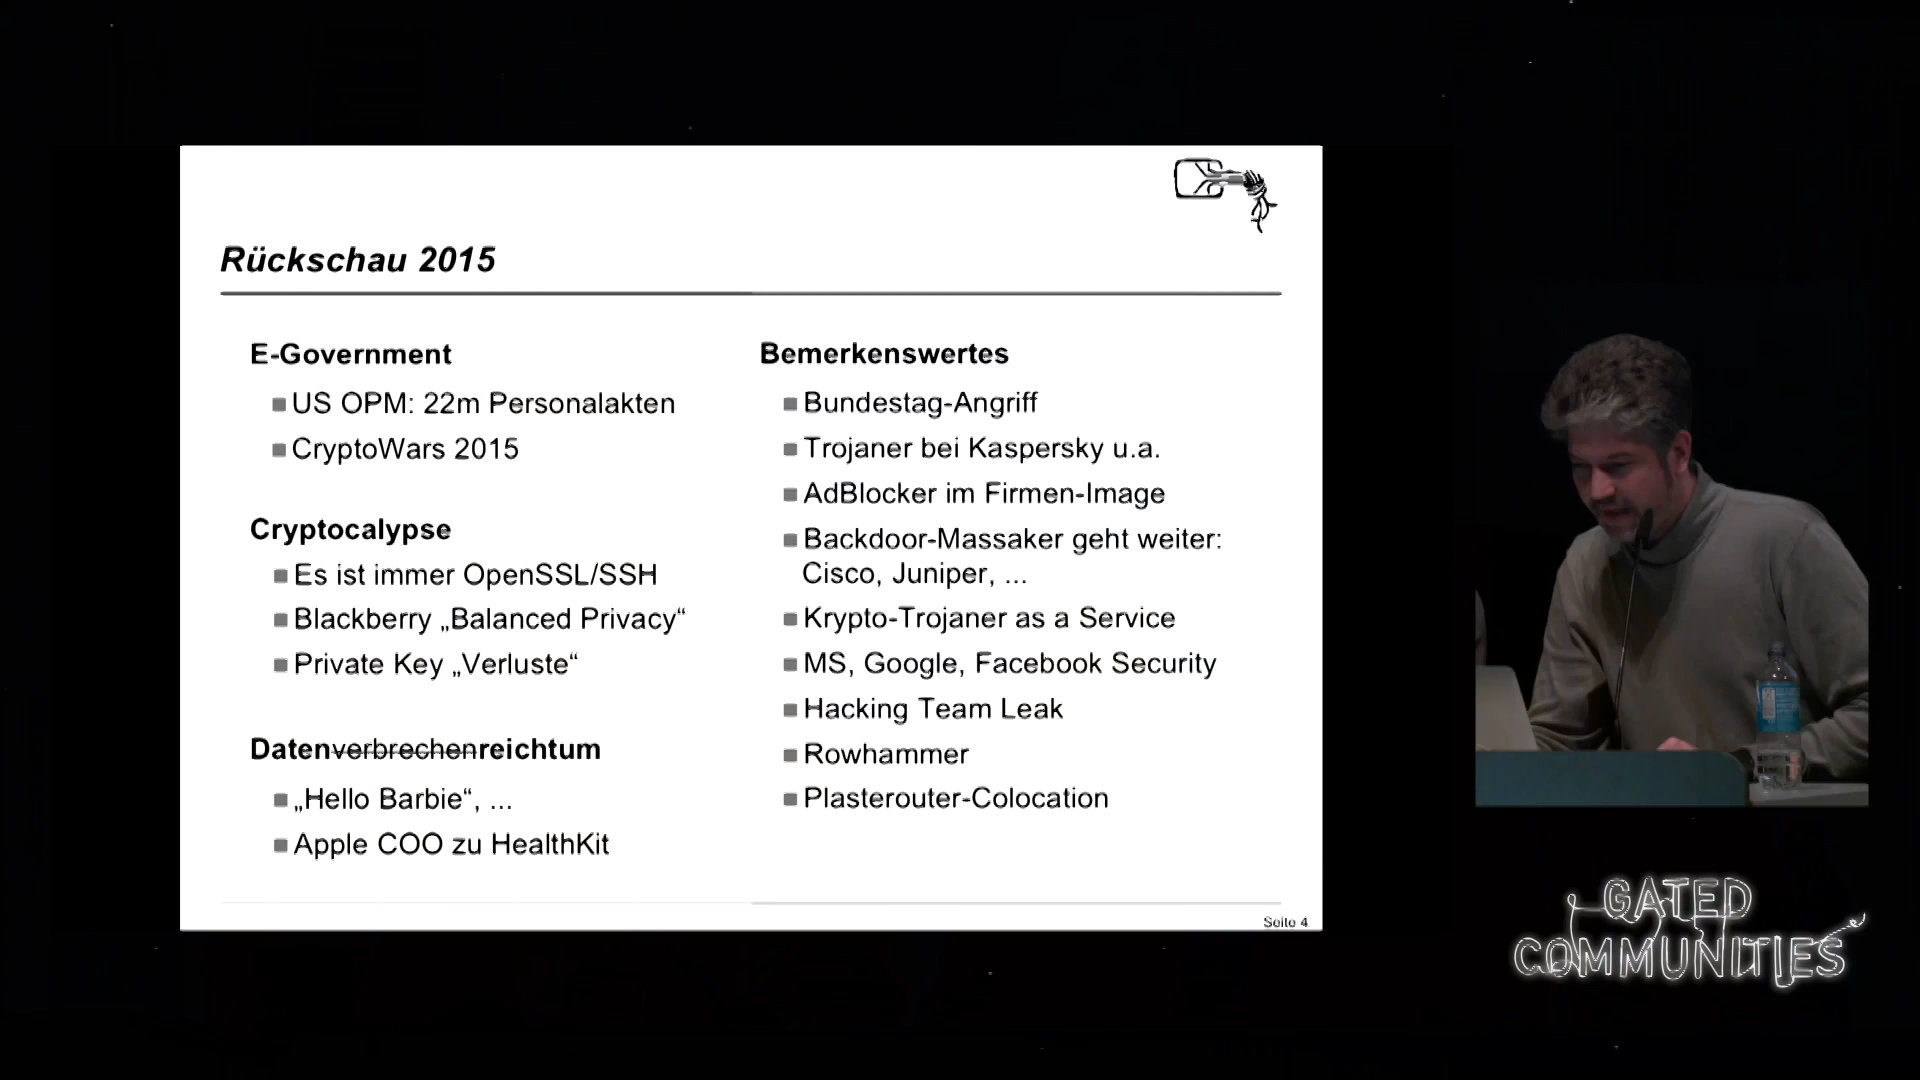 Rückschau 2015
E-Government
US OPM: 22m Personalakten
CryptoWars 2015
Cryptocalypse
Es ist immer OpenSSL/SSH
Blackberry „Balanced Privacy“
Private Key „Verluste“
Datenverbrechenreichtum
„Hello Barbie“, ...
Apple COO zu HealthKit
Bemerkenswertes
Bundestag-Angriff
Trojaner bei Kaspersky u.a.
AdBlocker im Firmen-Image
Backdoor-Massaker geht weiter:
Cisco, Juniper, ...
Krypto-Trojaner as a Service
MS, Google, Facebook Security
Hacking Team Leak
Rowhammer
Plasterouter-Colocation
Seite 4
GATED
COMMUNITIES